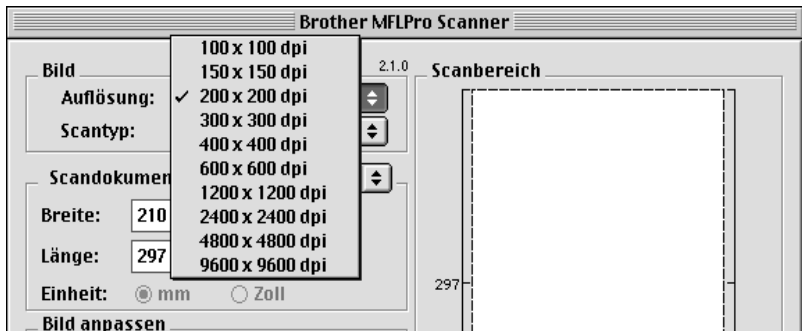 Brother MFLPro Scanner
Bild
2.1.0
Auflösung:
Scantyp:
100 x 100 dpi
150 x 150 dpi
✓ 200 x 200 dpi
300 x 300 dpi
400 x 400 dpi
600 x 600 dpi
1200 x 1200 dpi
2400 x 2400 dpi
4800 x 4800 dpi
9600 x 9600 dpi
Scandokumen
Breite: 210
Länge: 297
Einheit: mm Zoll
Bild anpassen
Scanbereich
297